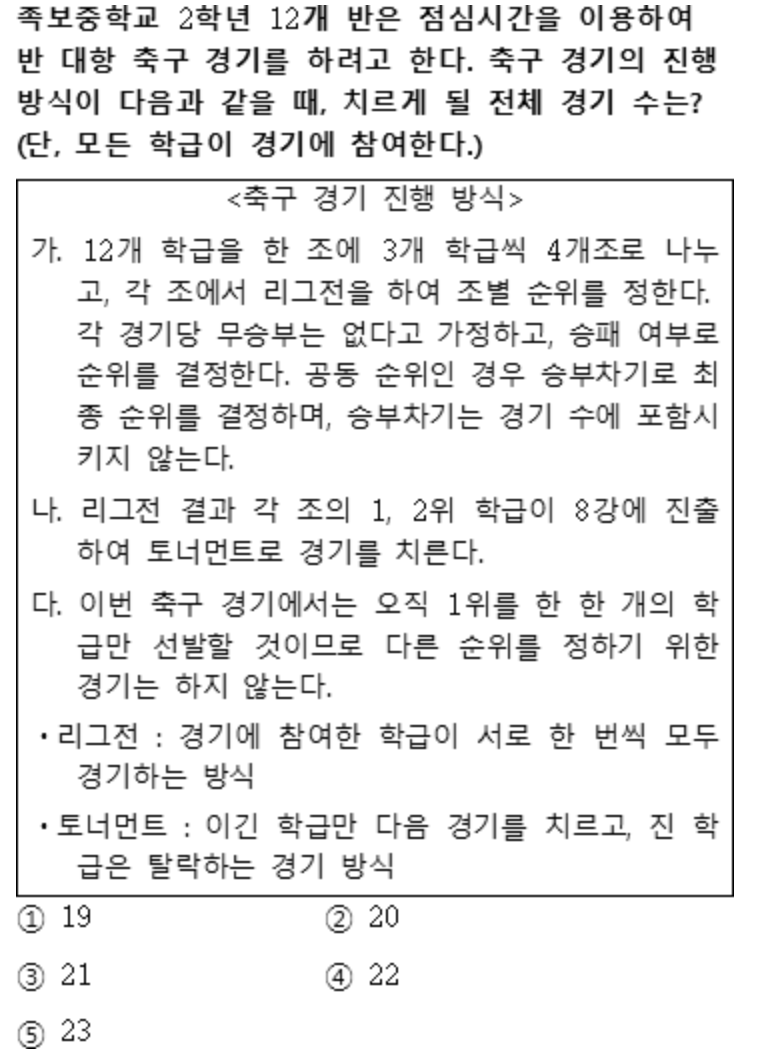 족보중학교 2학년 12개 반은 점심시간을 이용하여
반 대항 축구 경기를 하려고 한다. 축구 경기의 진행
방식이 다음과 같을 때, 치르게 될 전체 경기 수는?
(단, 모든 학급이 경기에 참여한다.)
<축구 경기 진행 방식>
가. 12개 학급을 한 조에 3개 학급씩 4개조로 나누
고, 각 조에서 리그전을 하여 조별 순위를 정한다.
각 경기당 무승부는 없다고 가정하고, 승패 여부로
순위를 결정한다. 공동 순위인 경우 승부차기로 최
종 순위를 결정하며, 승부차기는 경기 수에 포함시
키지 않는다.
나. 리그전 결과 각 조의 1, 2위 학급이 8강에 진출
하여 토너먼트로 경기를 치른다.
다. 이번 축구 경기에서는 오직 1위를 한 한 개의 학
급만 선발할 것이므로 다른 순위를 정하기 위한
경기는 하지 않는다.
・리그전 : 경기에 참여한 학급이 서로 한 번씩 모두
경기하는 방식
・토너먼트 : 이긴 학급만 다음 경기를 치르고, 진 학
급은 탈락하는 경기 방식
① 19 ② 20
③ 21 ④ 22
⑤ 23